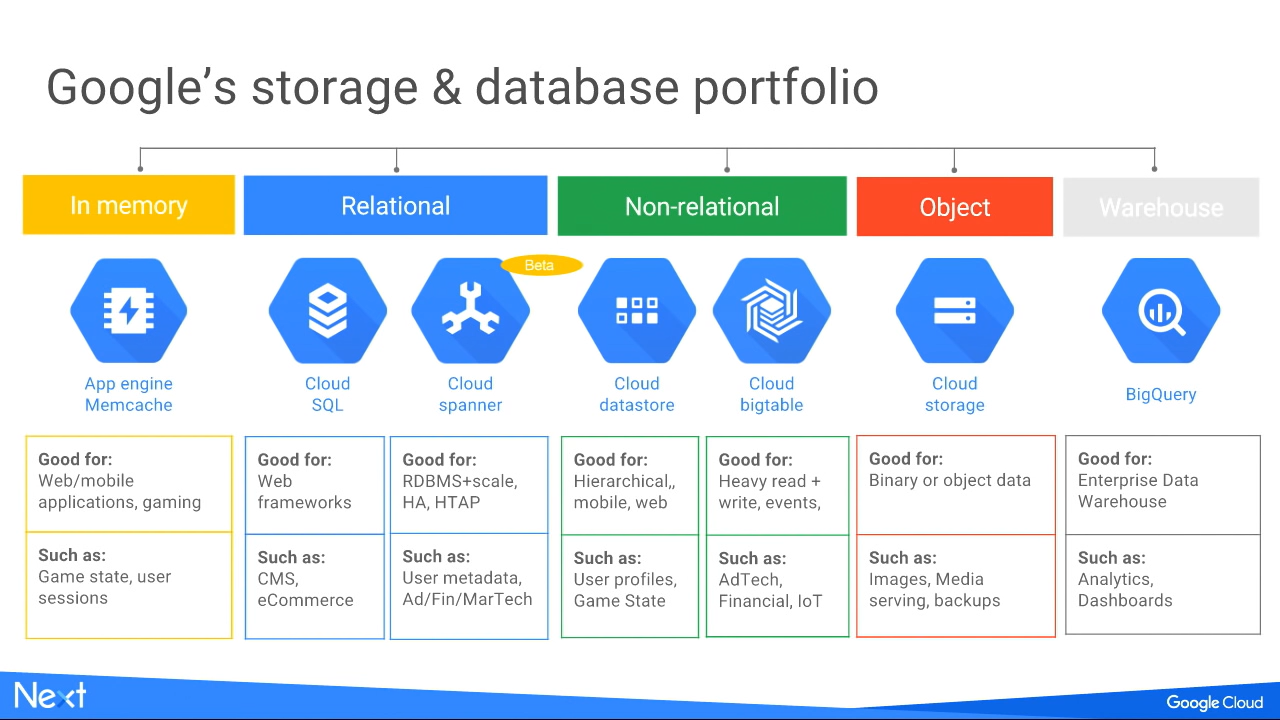 Google’s storage & database portfolio
In memory
Relational
Non-relational
Object
Warehouse
Beta
App engine
Memcache
Cloud
SQL
Cloud
spanner
Cloud
datastore
Cloud
bigtable
Cloud
storage
BigQuery
Good for:
Web/mobile
applications, gaming
Good for:
Web
frameworks
Good for:
RDBMS+scale,
HA, HTAP
Good for:
Hierarchical,,
mobile, web
Good for:
Heavy read +
write, events,
Good for:
Binary or object data
Good for:
Enterprise Data
Warehouse
Such as:
Game state, user
sessions
Such as:
CMS,
eCommerce
Such as:
User metadata,
Ad/Fin/MarTech
Such as:
User profiles,
Game State
Such as:
AdTech,
Financial, IoT
Such as:
Images, Media
serving, backups
Such as:
Analytics,
Dashboards
Next
Google Cloud